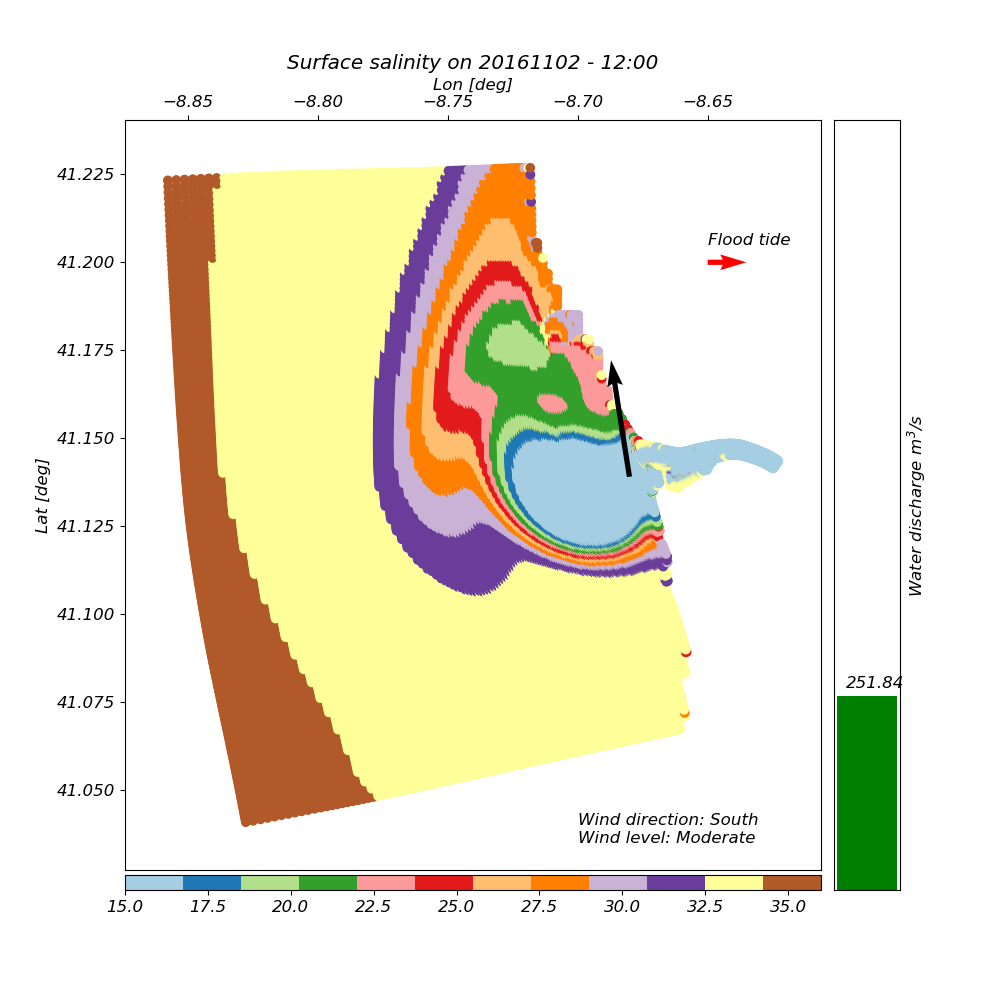 Surface salinity on 20161102 - 12:00
Lon [deg]
−8.85 −8.80 −8.75 −8.70 −8.65
41.225
41.200
41.175
41.150
41.125
41.100
41.075
41.050
Lat [deg]
Flood tide
Wind direction: South
Wind level: Moderate
251.84
Water discharge m³/s
15.0 17.5 20.0 22.5 25.0 27.5 30.0 32.5 35.0